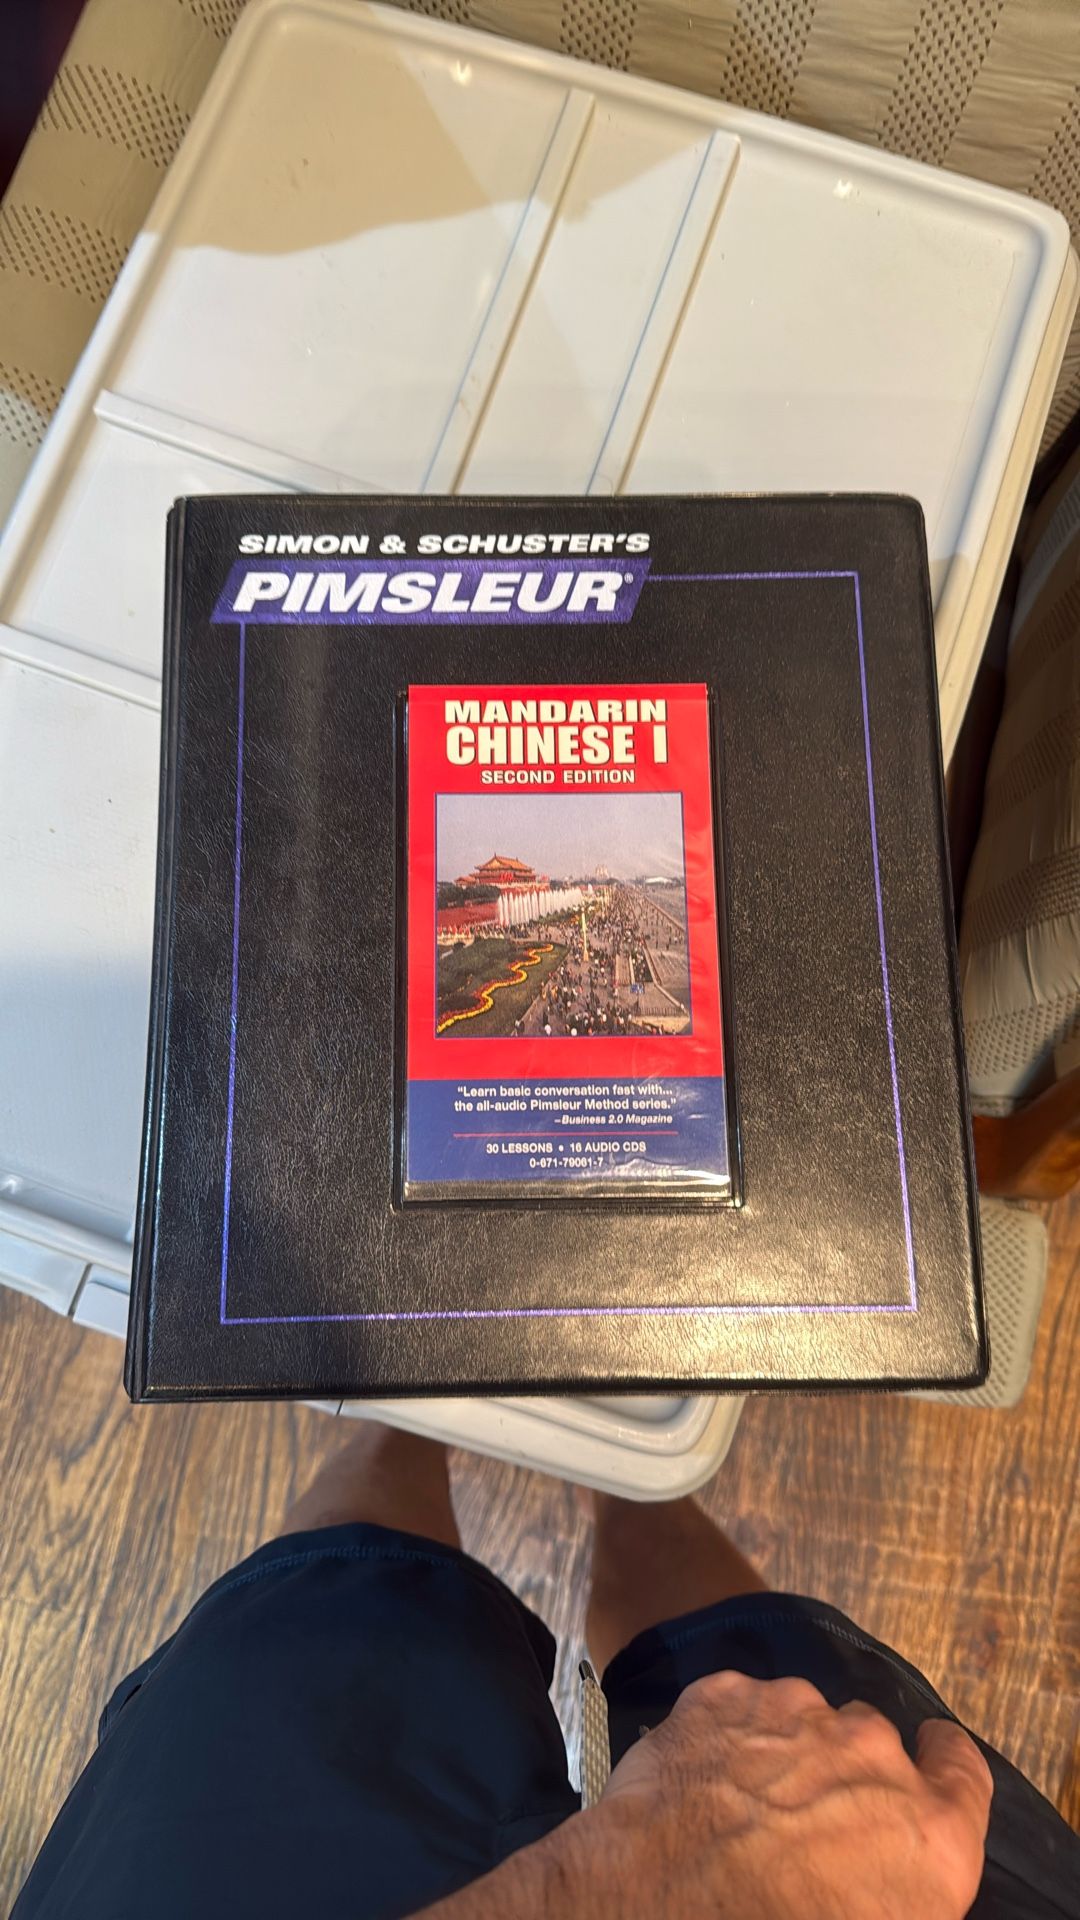 SIMON & SCHUSTER'S
PIMSLEUR®
MANDARIN
CHINESE I
SECOND EDITION
“Learn basic conversation fast with...
the all-audio Pimsleur Method series.”
–Business 2.0 Magazine
30 LESSONS • 16 AUDIO CDS
0-671-79061-7